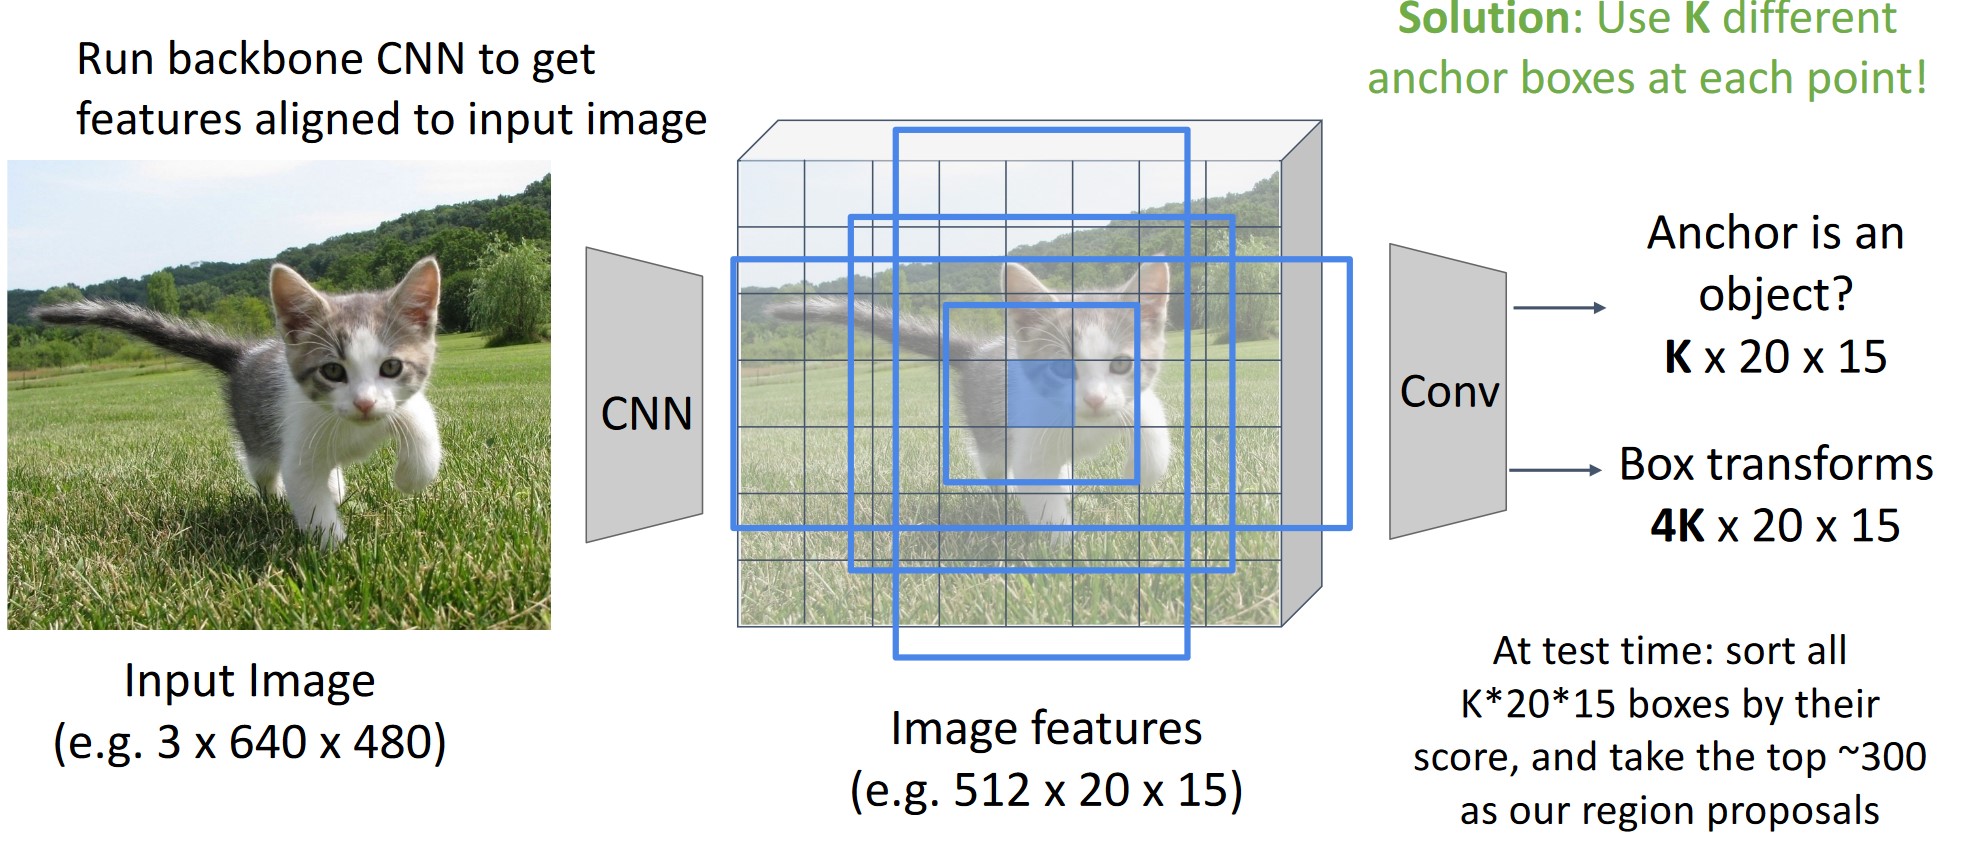 Run backbone CNN to get
features aligned to input image
Solution: Use K different
anchor boxes at each point!
CNN
Conv
Anchor is an
object?
K x 20 x 15
Box transforms
4K x 20 x 15
Input Image
(e.g. 3 x 640 x 480)
Image features
(e.g. 512 x 20 x 15)
At test time: sort all
K*20*15 boxes by their
score, and take the top ~300
as our region proposals